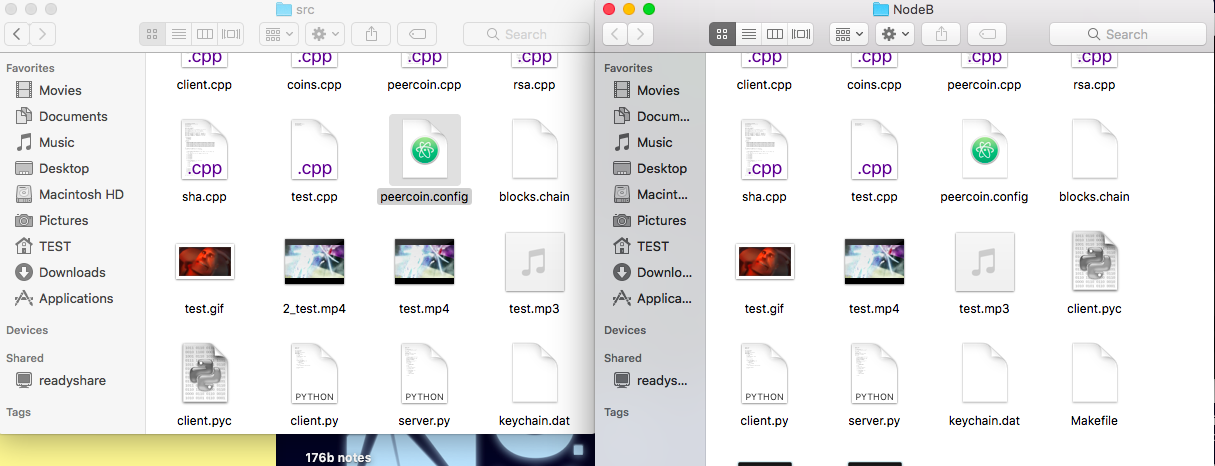 src
Search
Favorites
Movies
Documents
Music
Desktop
Macintosh HD
Pictures
TEST
Downloads
Applications
Devices
Shared
readyshare
Tags
.cpp .cpp .cpp .cpp
client.cpp coins.cpp peercoin.cpp rsa.cpp
.cpp .cpp
sha.cpp test.cpp peercoin.config blocks.chain
test.gif 2_test.mp4 test.mp4 test.mp3
PYTHON PYTHON
client.pyc client.py server.py keychain.dat
176b notes
NodeB
Search
Favorites
Movies
Docum...
Music
Desktop
Macint...
Pictures
TEST
Downlo...
Applica...
Devices
Shared
readys...
Tags
.cpp .cpp .cpp .cpp
client.cpp coins.cpp peercoin.cpp rsa.cpp
.cpp .cpp
sha.cpp test.cpp peercoin.config blocks.chain
test.gif test.mp4 test.mp3 client.pyc
PYTHON PYTHON
client.py server.py keychain.dat Makefile